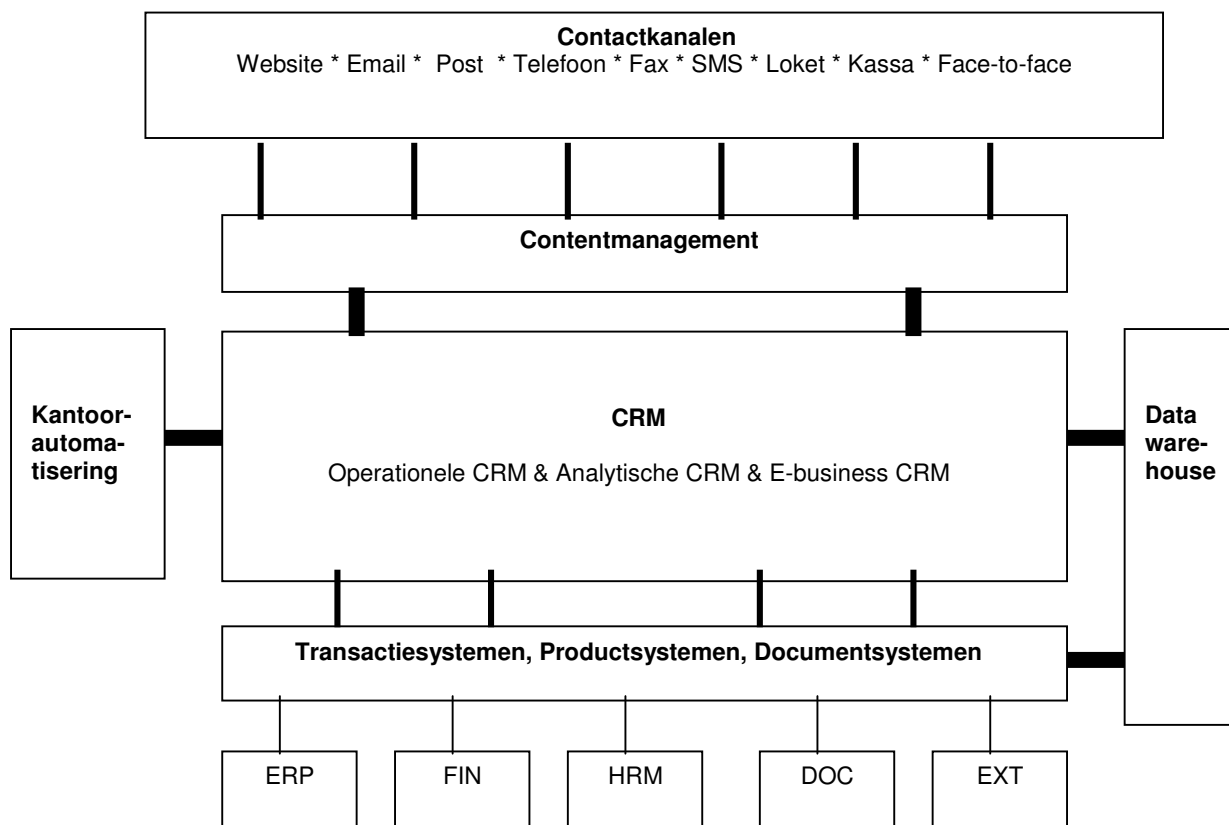 Contactkanalen
Website * Email * Post * Telefoon * Fax * SMS * Loket * Kassa * Face-to-face
Contentmanagement
Kantoor-
automa-
tisering
CRM
Operationele CRM & Analytische CRM & E-business CRM
Data
ware-
house
Transactiesystemen, Productsystemen, Documentsystemen
ERP
FIN
HRM
DOC
EXT